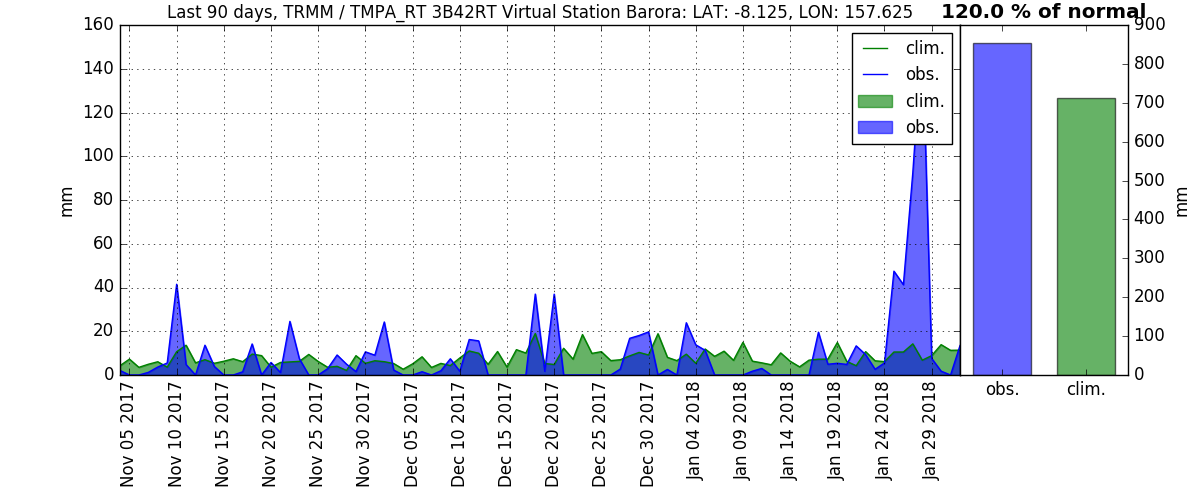 Last 90 days, TRMM / TMPA_RT 3B42RT Virtual Station Barora: LAT: -8.125, LON: 157.625
120.0 % of normal
160
140
120
100
80
60
40
20
0
mm
clim.
obs.
clim.
obs.
900
800
700
600
500
400
300
200
100
0
mm
Nov 05 2017
Nov 10 2017
Nov 15 2017
Nov 20 2017
Nov 25 2017
Nov 30 2017
Dec 05 2017
Dec 10 2017
Dec 15 2017
Dec 20 2017
Dec 25 2017
Dec 30 2017
Jan 04 2018
Jan 09 2018
Jan 14 2018
Jan 19 2018
Jan 24 2018
Jan 29 2018
obs.
clim.